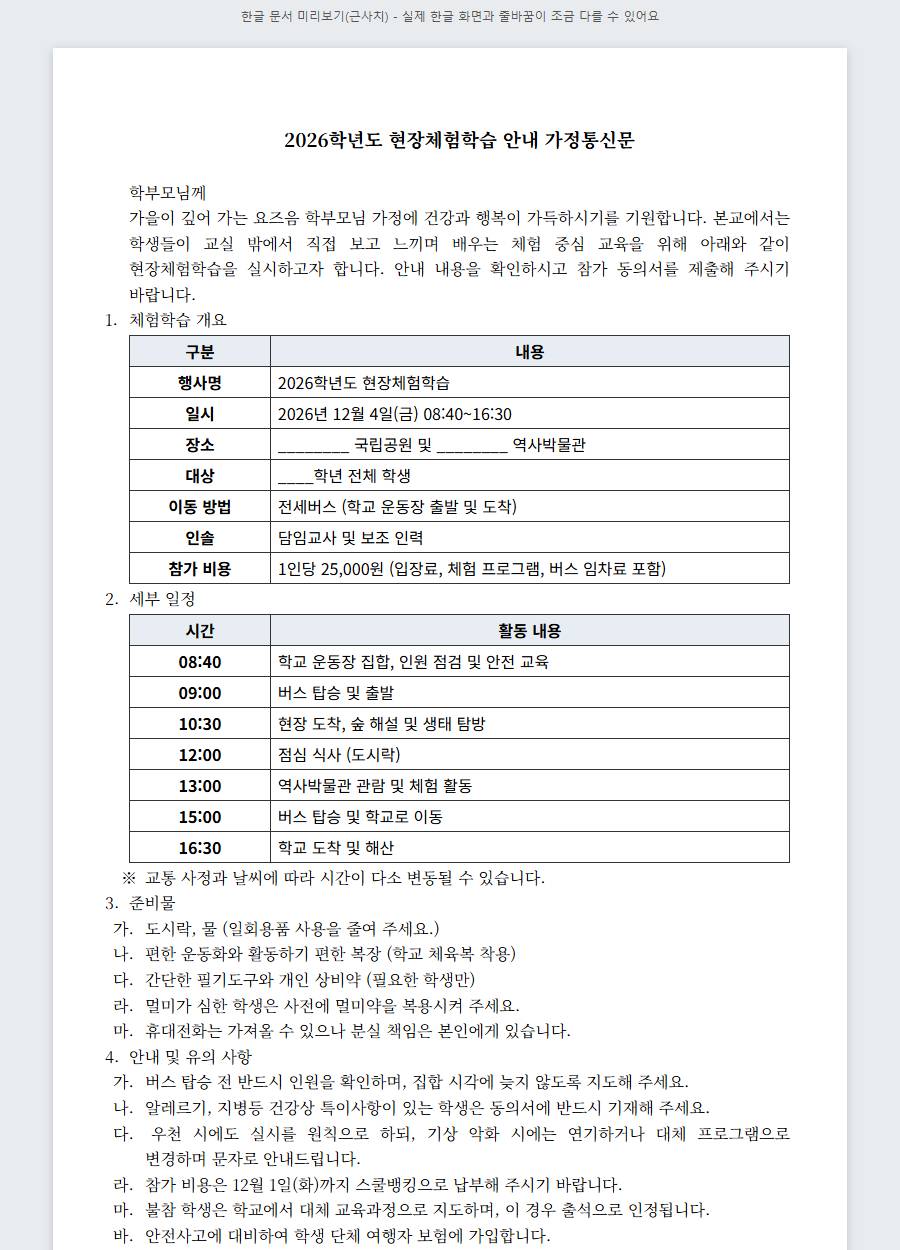 한글 문서 미리보기(근사치) - 실제 한글 화면과 줄바꿈이 조금 다를 수 있어요
2026학년도 현장체험학습 안내 가정통신문
학부모님께
가을이 깊어 가는 요즈음 학부모님 가정에 건강과 행복이 가득하시기를 기원합니다. 본교에서는
학생들이 교실 밖에서 직접 보고 느끼며 배우는 체험 중심 교육을 위해 아래와 같이
현장체험학습을 실시하고자 합니다. 안내 내용을 확인하시고 참가 동의서를 제출해 주시기
바랍니다.
1. 체험학습 개요
구분 내용
행사명 2026학년도 현장체험학습
일시 2026년 12월 4일(금) 08:40~16:30
장소 ________ 국립공원 및 ________ 역사박물관
대상 ____학년 전체 학생
이동 방법 전세버스 (학교 운동장 출발 및 도착)
인솔 담임교사 및 보조 인력
참가 비용 1인당 25,000원 (입장료, 체험 프로그램, 버스 임차료 포함)
2. 세부 일정
시간 활동 내용
08:40 학교 운동장 집합, 인원 점검 및 안전 교육
09:00 버스 탑승 및 출발
10:30 현장 도착, 숲 해설 및 생태 탐방
12:00 점심 식사 (도시락)
13:00 역사박물관 관람 및 체험 활동
15:00 버스 탑승 및 학교로 이동
16:30 학교 도착 및 해산
※ 교통 사정과 날씨에 따라 시간이 다소 변동될 수 있습니다.
3. 준비물
가. 도시락, 물 (일회용품 사용을 줄여 주세요.)
나. 편한 운동화와 활동하기 편한 복장 (학교 체육복 착용)
다. 간단한 필기도구와 개인 상비약 (필요한 학생만)
라. 멀미가 심한 학생은 사전에 멀미약을 복용시켜 주세요.
마. 휴대전화는 가져올 수 있으나 분실 책임은 본인에게 있습니다.
4. 안내 및 유의 사항
가. 버스 탑승 전 반드시 인원을 확인하며, 집합 시각에 늦지 않도록 지도해 주세요.
나. 알레르기, 지병등 건강상 특이사항이 있는 학생은 동의서에 반드시 기재해 주세요.
다. 우천 시에도 실시를 원칙으로 하되, 기상 악화 시에는 연기하거나 대체 프로그램으로
변경하며 문자로 안내드립니다.
라. 참가 비용은 12월 1일(화)까지 스쿨뱅킹으로 납부해 주시기 바랍니다.
마. 불참 학생은 학교에서 대체 교육과정으로 지도하며, 이 경우 출석으로 인정됩니다.
바. 안전사고에 대비하여 학생 단체 여행자 보험에 가입합니다.